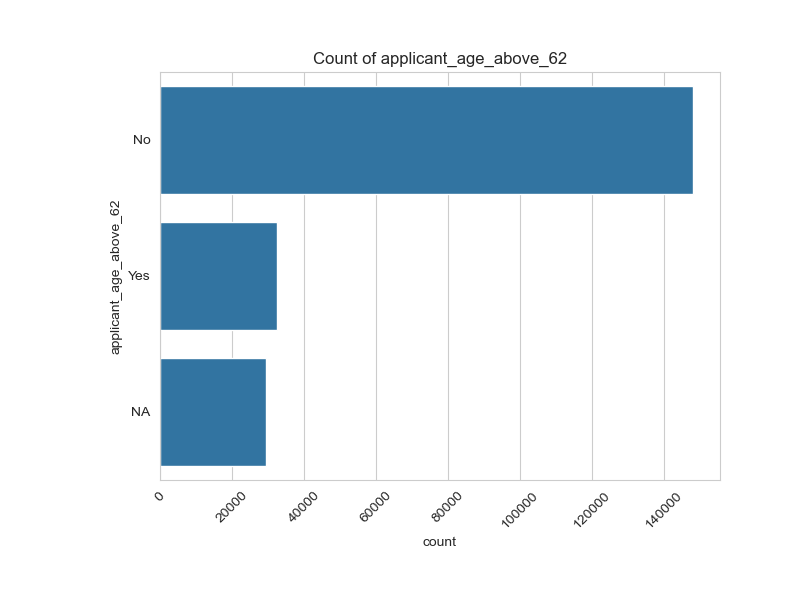 Count of applicant_age_above_62
applicant_age_above_62
No
Yes
NA
0
20000
40000
60000
80000
100000
120000
140000
count